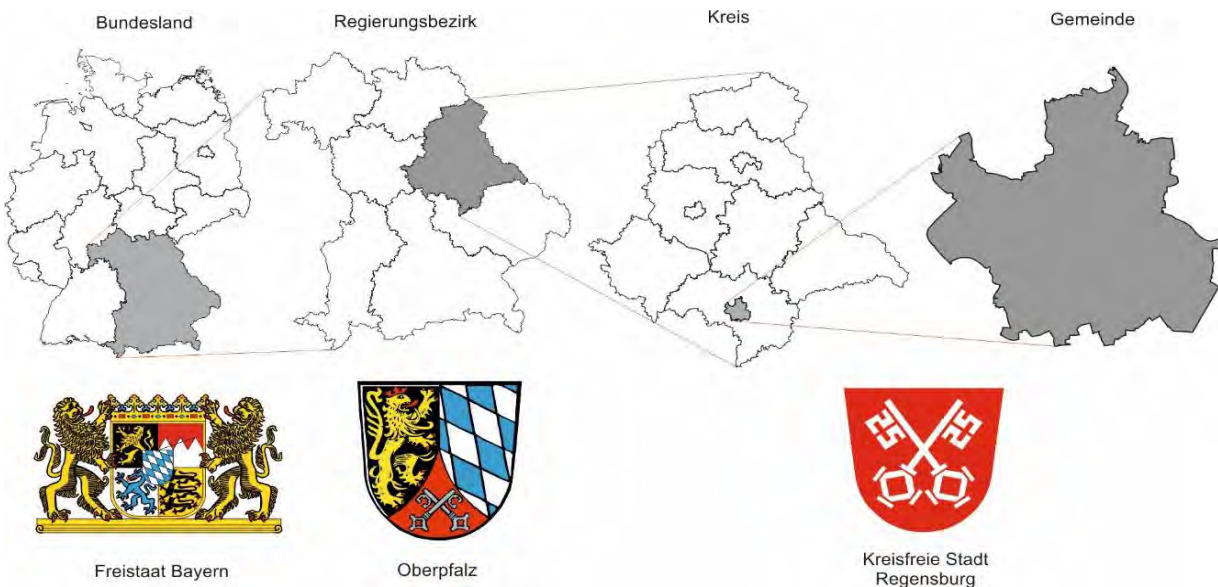 Bundesland
Regierungsbezirk
Kreis
Gemeinde
Freistaat Bayern
Oberpfalz
Kreisfreie Stadt
Regensburg